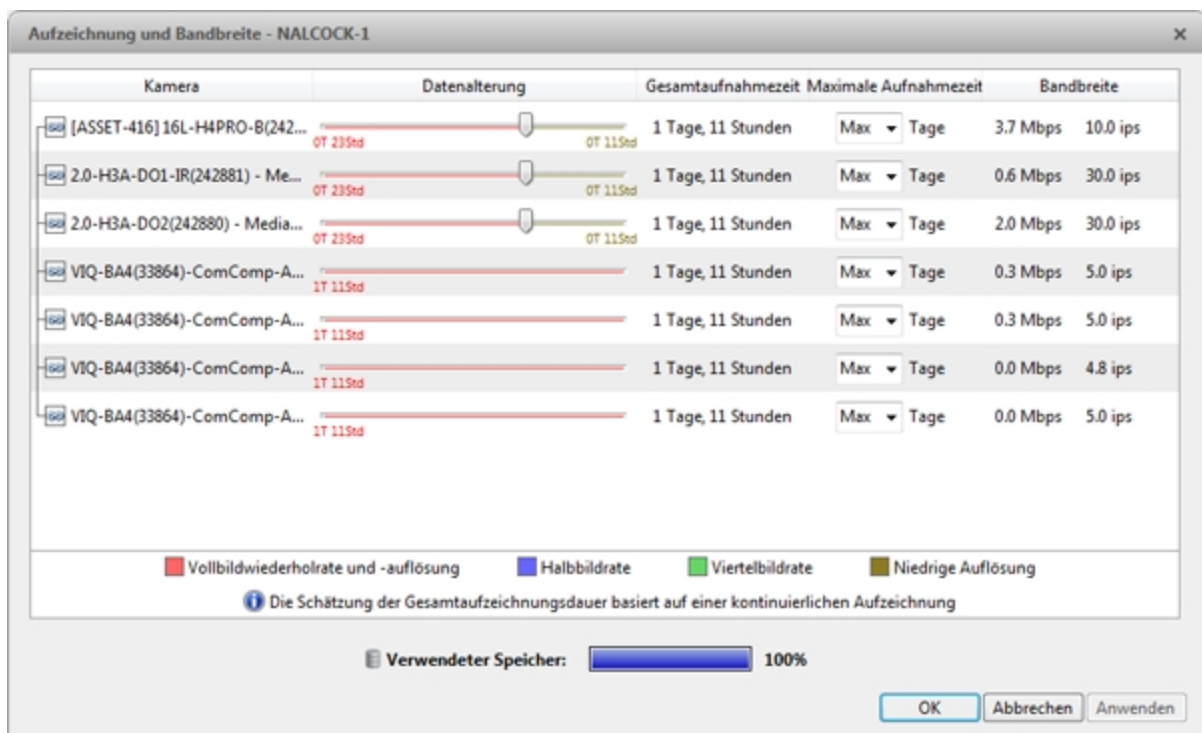 Aufzeichnung und Bandbreite - NALCOCK-1
Kamera Datenalterung Gesamtaufnahmezeit Maximale Aufnahmezeit Bandbreite
[ASSET-416] 16L-H4PRO-B(242... 1 Tage, 11 Stunden Max Tage 3.7 Mbps 10.0 ips
0T 23Std 0T 11Std
2.0-H3A-DO1-IR(242881) - Me... 1 Tage, 11 Stunden Max Tage 0.6 Mbps 30.0 ips
0T 23Std 0T 11Std
2.0-H3A-DO2(242880) - Media... 1 Tage, 11 Stunden Max Tage 2.0 Mbps 30.0 ips
0T 23Std 0T 11Std
VIQ-BA4(33864)-ComComp-A... 1 Tage, 11 Stunden Max Tage 0.3 Mbps 5.0 ips
1T 11Std
VIQ-BA4(33864)-ComComp-A... 1 Tage, 11 Stunden Max Tage 0.3 Mbps 5.0 ips
1T 11Std
VIQ-BA4(33864)-ComComp-A... 1 Tage, 11 Stunden Max Tage 0.0 Mbps 4.8 ips
1T 11Std
VIQ-BA4(33864)-ComComp-A... 1 Tage, 11 Stunden Max Tage 0.0 Mbps 5.0 ips
1T 11Std
Vollbildwiederholrate und -auflösung Halbbildrate Viertelbildrate Niedrige Auflösung
Die Schätzung der Gesamtaufzeichnungsdauer basiert auf einer kontinuierlichen Aufzeichnung
Verwendeter Speicher: 100%
OK Abbrechen Anwenden